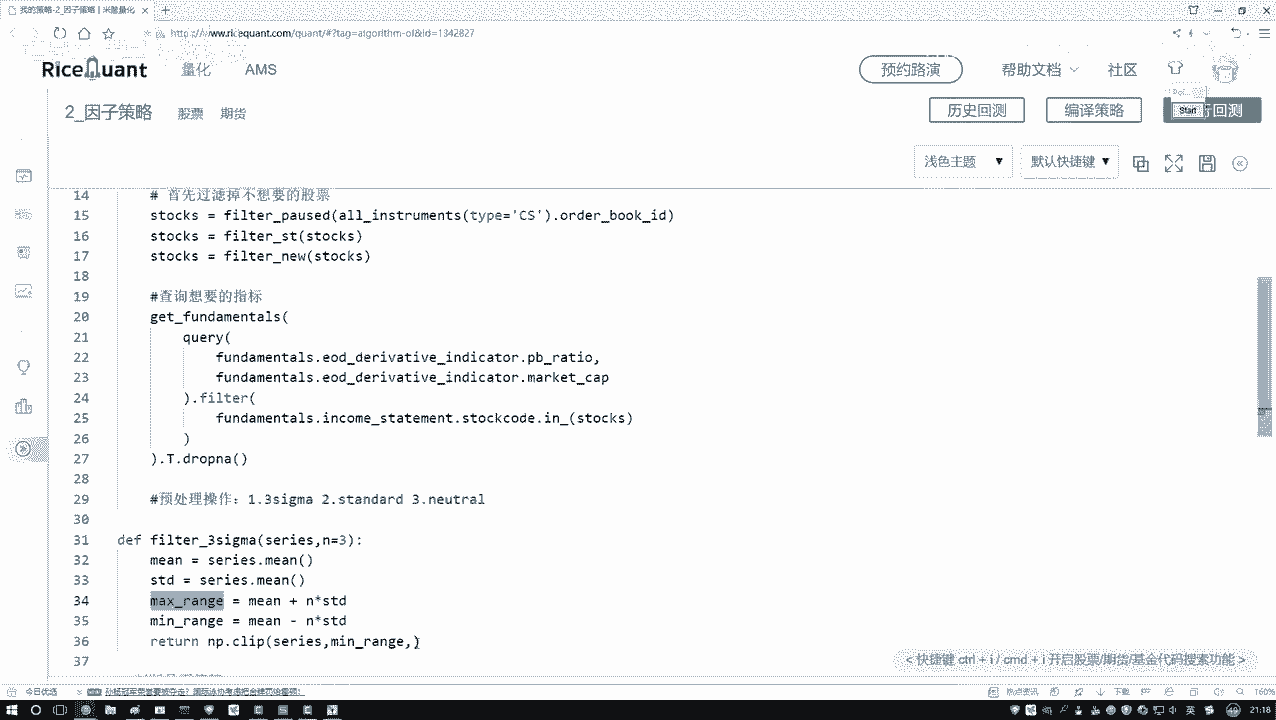 我的策略-2_因子策略 | 米筐量化
www.ricequant.com/quant/#?tag=algorithm-ol&id=1342827
RiceQuant 量化 AMS 预约路演 帮助文档 社区
2_因子策略 股票 期货 历史回测 编译策略 回测
Start
浅色主题 ▼ 默认快捷键 ▼
14 # 首先过滤掉不想要的股票
15 stocks = filter_paused(all_instruments(type='CS').order_book_id)
16 stocks = filter_st(stocks)
17 stocks = filter_new(stocks)
18
19 #查询想要的指标
20 get_fundamentals(
21 query(
22 fundamentals.eod_derivative_indicator.pb_ratio,
23 fundamentals.eod_derivative_indicator.market_cap
24 ).filter(
25 fundamentals.income_statement.stockcode.in_(stocks)
26 )
27 ).T.dropna()
28
29 #预处理操作: 1.3sigma 2.standard 3.neutral
30
31 def filter_3sigma(series,n=3):
32 mean = series.mean()
33 std = series.mean()
34 max_range = mean + n*std
35 min_range = mean - n*std
36 return np.clip(series,min_range,)
37
< 快捷键 ctrl + i / cmd + i 开启股票/期货/基金代码搜索功能 >
今日优选
热点资讯 下载 160%
英 21:18